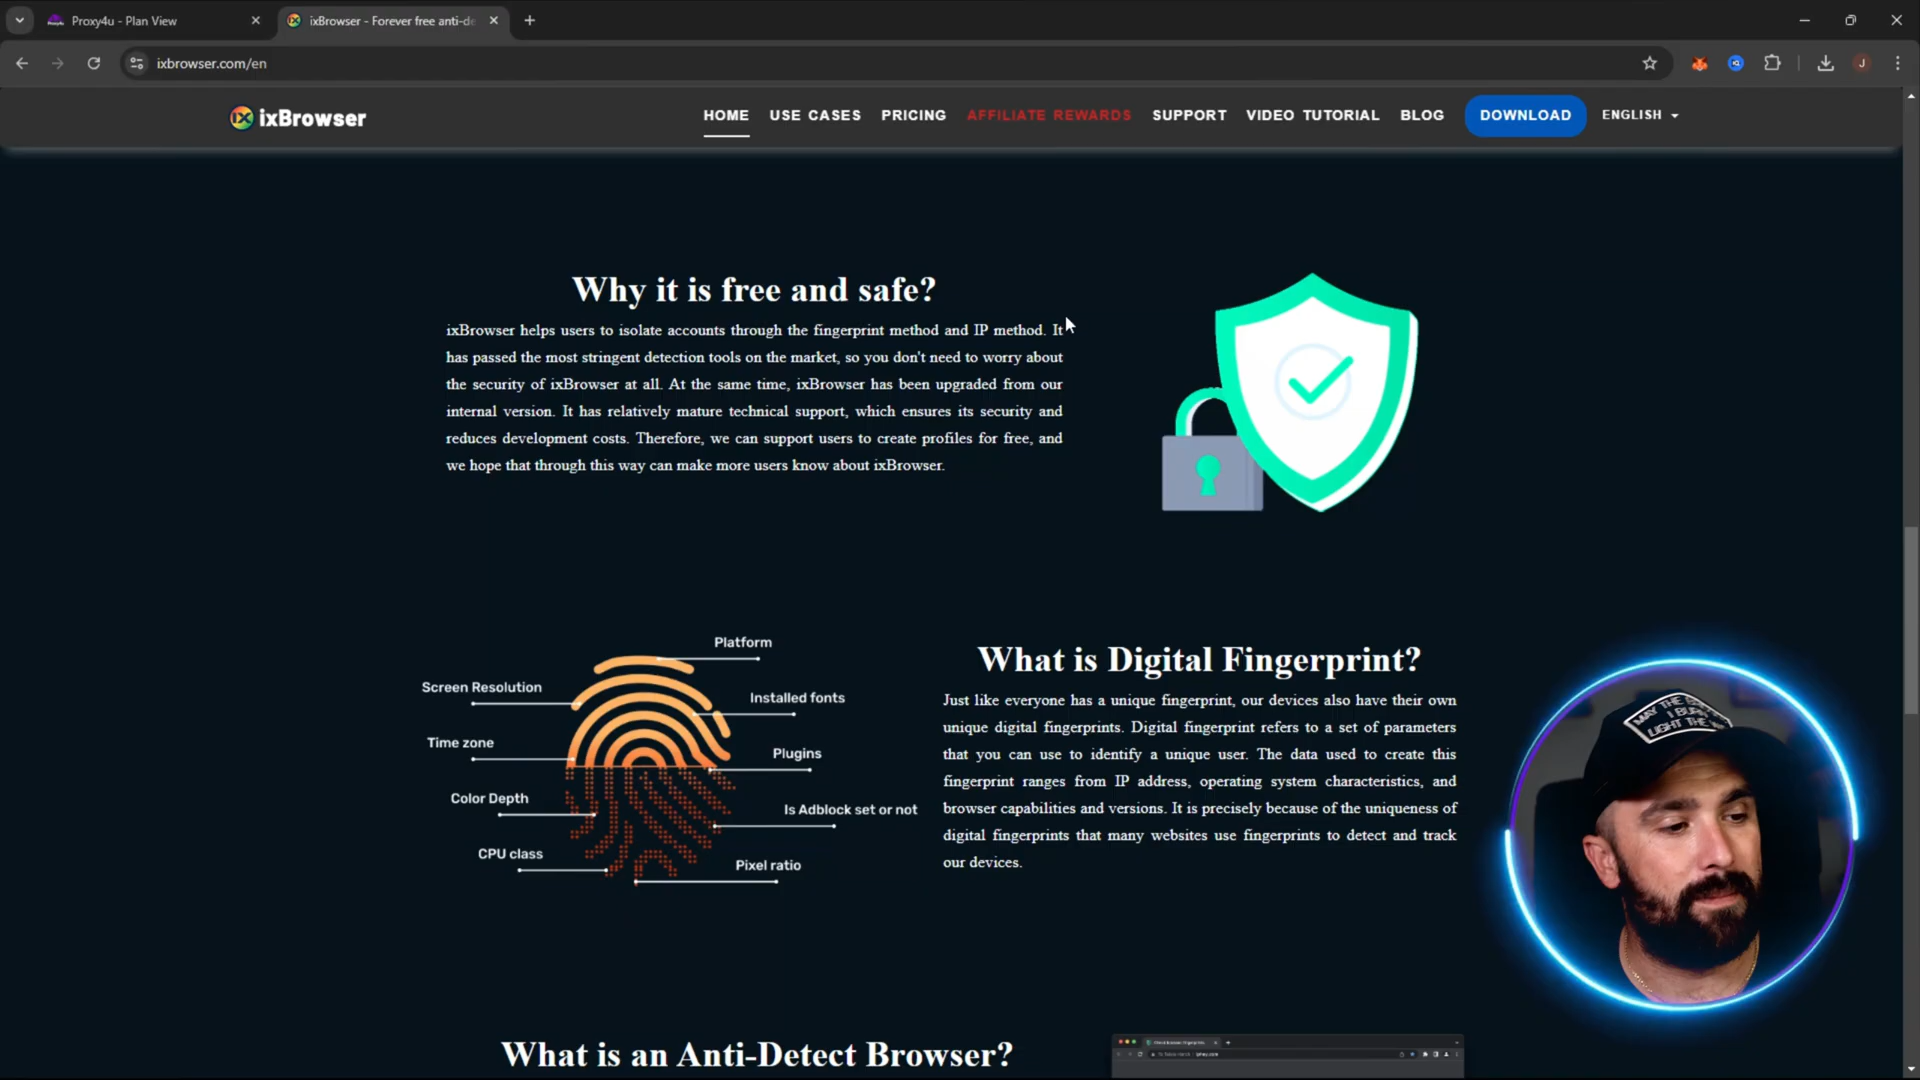 Proxy4u - Plan View
ixBrowser - Forever free anti-de
ixbrowser.com/en
J
ixBrowser
HOME
USE CASES
PRICING
AFFILIATE REWARDS
SUPPORT
VIDEO TUTORIAL
BLOG
DOWNLOAD
ENGLISH
Why it is free and safe?
ixBrowser helps users to isolate accounts through the fingerprint method and IP method. It
has passed the most stringent detection tools on the market, so you don't need to worry about
the security of ixBrowser at all. At the same time, ixBrowser has been upgraded from our
internal version. It has relatively mature technical support, which ensures its security and
reduces development costs. Therefore, we can support users to create profiles for free, and
we hope that through this way can make more users know about ixBrowser.
Platform
Screen Resolution
Installed fonts
Time zone
Plugins
Color Depth
Is Adblock set or not
CPU class
Pixel ratio
What is Digital Fingerprint?
Just like everyone has a unique fingerprint, our devices also have their own
unique digital fingerprints. Digital fingerprint refers to a set of parameters
that you can use to identify a unique user. The data used to create this
fingerprint ranges from IP address, operating system characteristics, and
browser capabilities and versions. It is precisely because of the uniqueness of
digital fingerprints that many websites use fingerprints to detect and track
our devices.
MAY THE
I BURN
LIGHT THE
What is an Anti-Detect Browser?